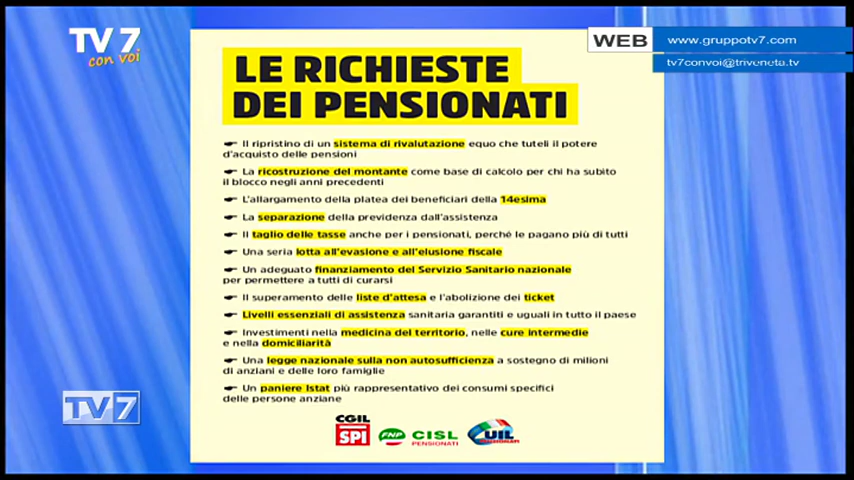 TV 7
con voi
WEB
www.gruppotv7.com
tv7convoi@triveneta.tv
LE RICHIESTE
DEI PENSIONATI
Il ripristino di un sistema di rivalutazione equo che tuteli il potere
d'acquisto delle pensioni
La ricostruzione del montante come base di calcolo per chi ha subìto
il blocco negli anni precedenti
L'allargamento della platea dei beneficiari della 14esima
La separazione della previdenza dall'assistenza
Il taglio delle tasse anche per i pensionati, perché le pagano più di tutti
Una seria lotta all'evasione e all'elusione fiscale
Un adeguato finanziamento del Servizio Sanitario nazionale
per permettere a tutti di curarsi
Il superamento delle liste d'attesa e l'abolizione dei ticket
Livelli essenziali di assistenza sanitaria garantiti e uguali in tutto il paese
Investimenti nella medicina del territorio, nelle cure intermedie
e nella domiciliarità
Una legge nazionale sulla non autosufficienza a sostegno di milioni
di anziani e delle loro famiglie
Un paniere Istat più rappresentativo dei consumi specifici
delle persone anziane
CGIL
SPI
FNP CISL
PENSIONATI
UIL
PENSIONATI
TV 7